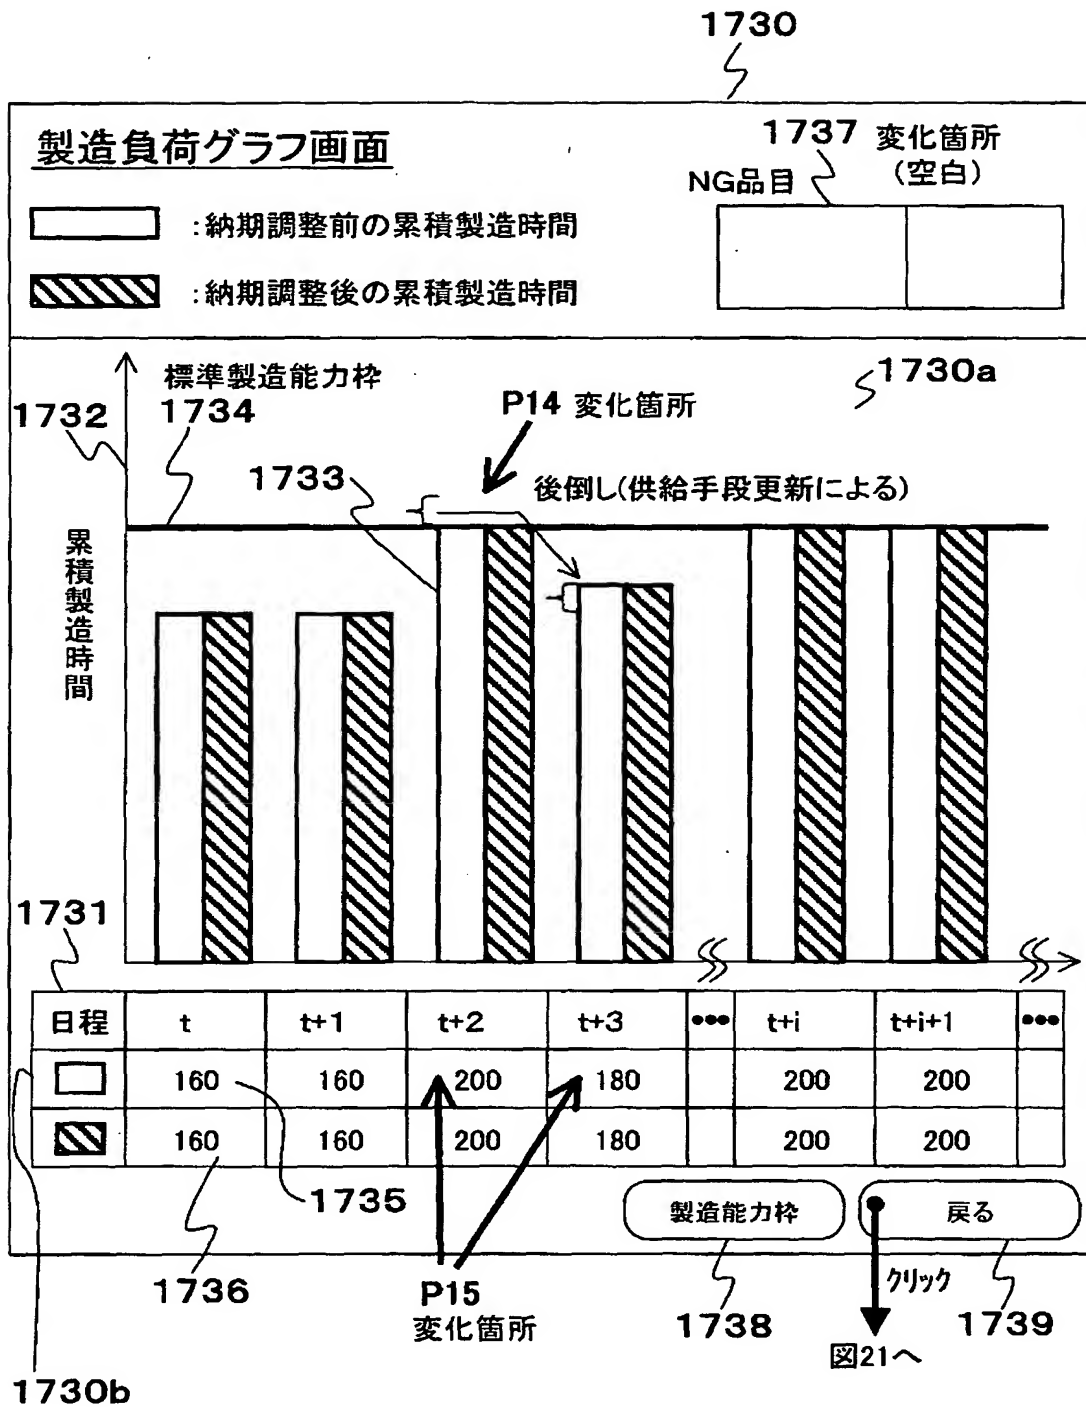 1730
製造負荷グラフ画面
1737 変化箇所
(空白)
NG品目
:納期調整前の累積製造時間
:納期調整後の累積製造時間
標準製造能力枠
1730a
1732
1734
P14 変化箇所
1733
後倒し(供給手段更新による)
累積製造時間
1731
日程 t t+1 t+2 t+3 ••• t+i t+i+1 •••
160 160 200 180 200 200
160 160 200 180 200 200
1735
製造能力枠 戻る
1736
P15
変化箇所
クリック
1738
1739
図21へ
1730b